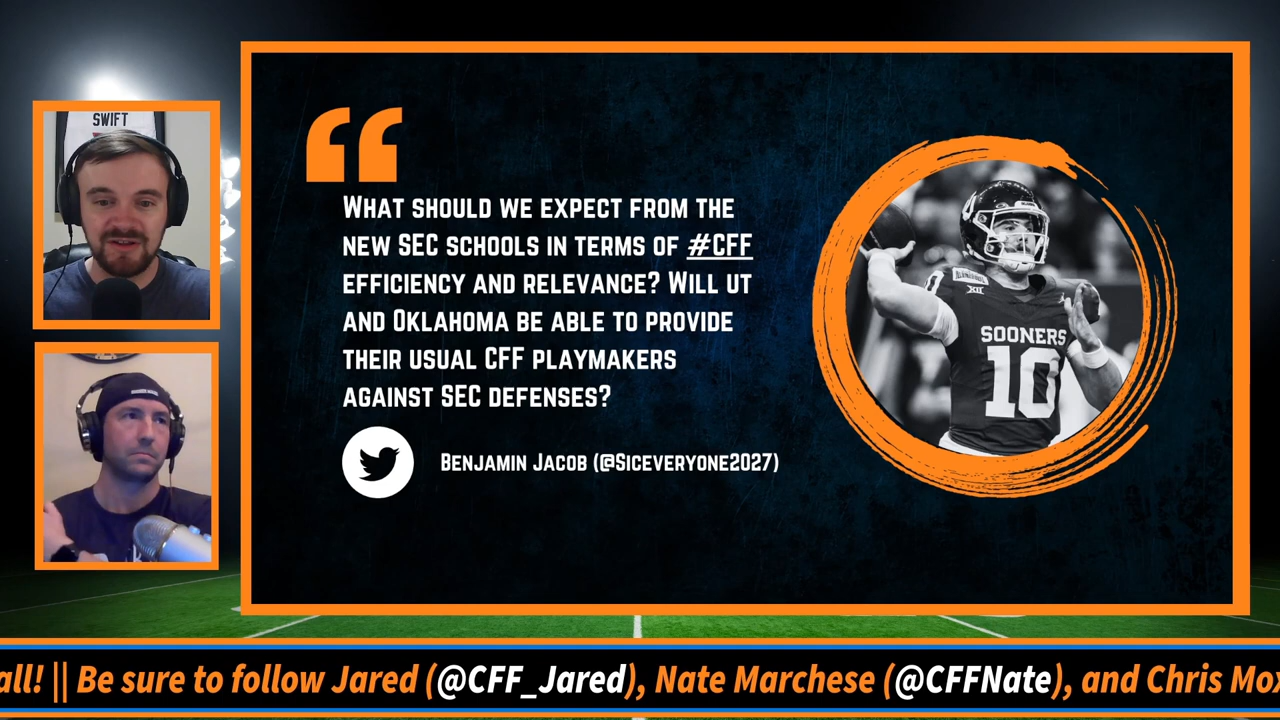 SWIFT
“
WHAT SHOULD WE EXPECT FROM THE
NEW SEC SCHOOLS IN TERMS OF #CFF
EFFICIENCY AND RELEVANCE? WILL UT
AND OKLAHOMA BE ABLE TO PROVIDE
THEIR USUAL CFF PLAYMAKERS
AGAINST SEC DEFENSES?
BENJAMIN JACOB (@SICEVERYONE2027)
XII
SOONERS
10
all! || Be sure to follow Jared (@CFF_Jared), Nate Marchese (@CFFNate), and Chris Mox